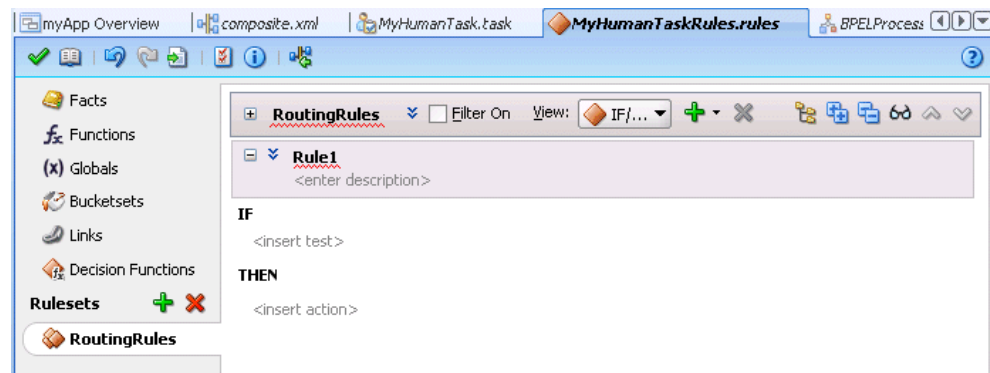 myApp Overview composite.xml MyHumanTask.task MyHumanTaskRules.rules BPELProcess
Facts
Functions
Globals
Bucketsets
Links
Decision Functions
Rulesets
RoutingRules
RoutingRules Filter On View: IF/...
Rule1
<enter description>
IF
<insert test>
THEN
<insert action>